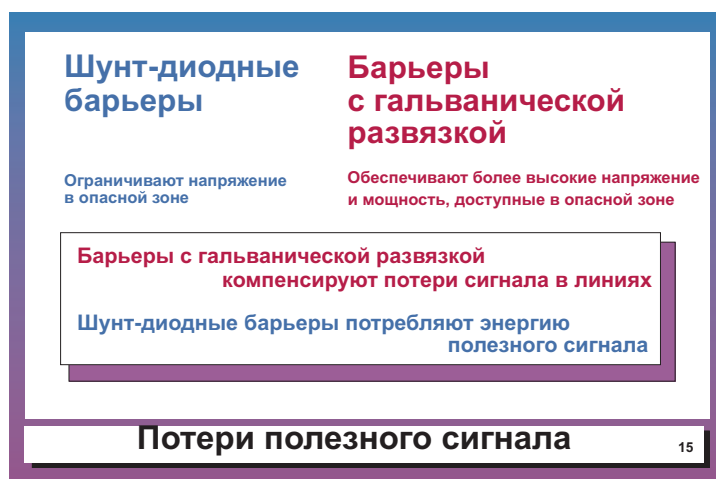 Шунт-диодные
барьеры
Барьеры
с гальванической
развязкой
Ограничивают напряжение
в опасной зоне
Обеспечивают более высокие напряжение
и мощность, доступные в опасной зоне
Барьеры с гальванической развязкой
компенсируют потери сигнала в линиях
Шунт-диодные барьеры потребляют энергию
полезного сигнала
Потери полезного сигнала
15